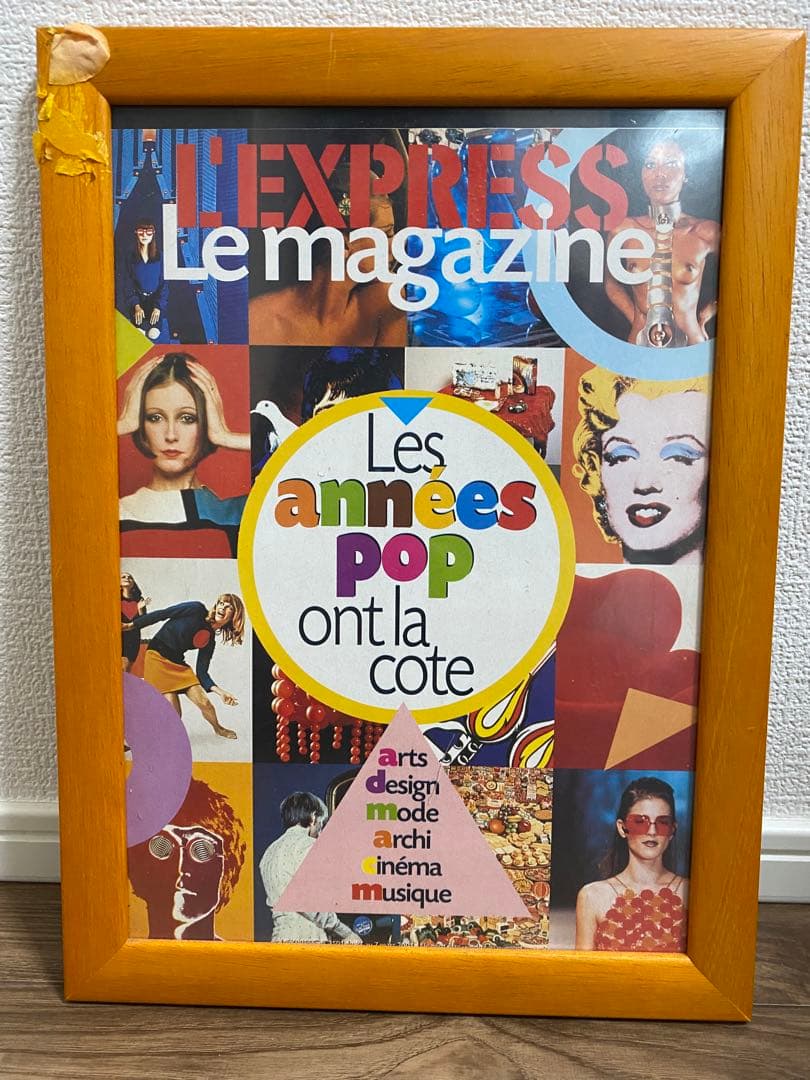 L'EXPRESS
Le magazine
Les
années
pop
ont la
cote
arts
design
mode
archi
cinéma
musique